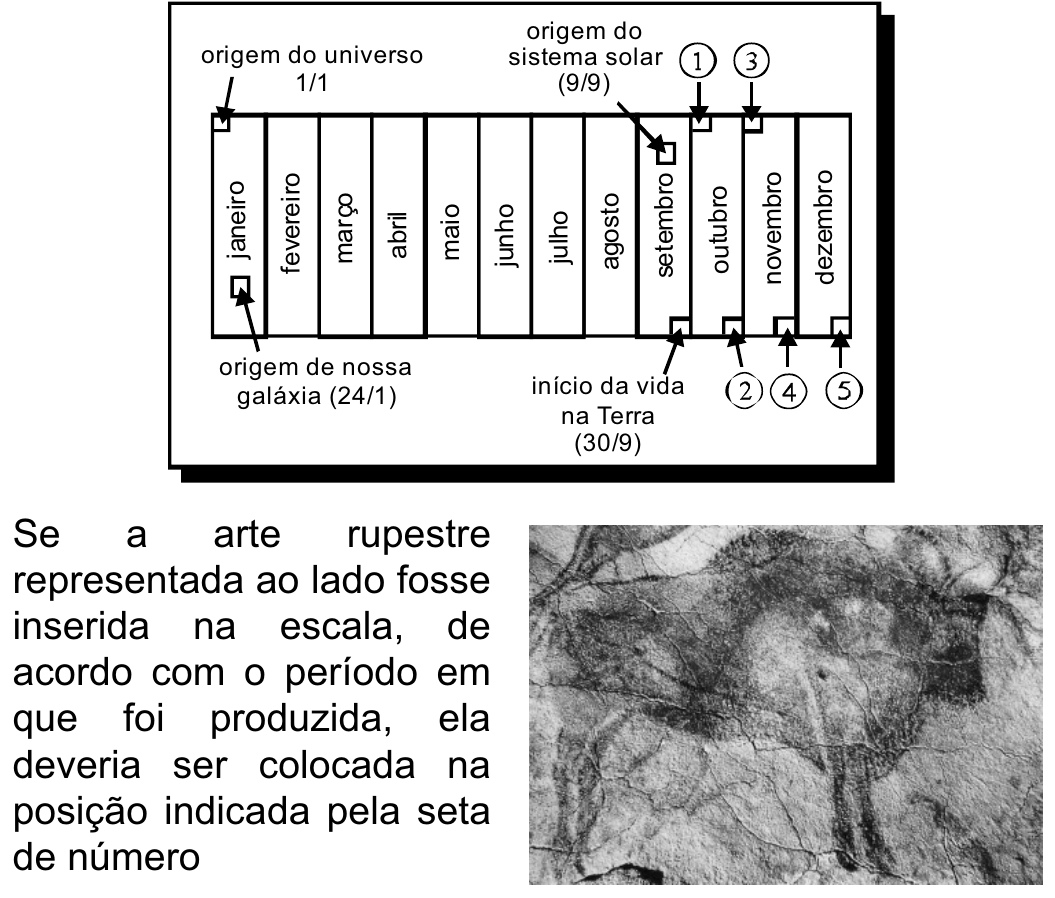 origem do universo
1/1
origem do
sistema solar
(9/9)
1
3
janeiro
fevereiro
março
abril
maio
junho
julho
agosto
setembro
outubro
novembro
dezembro
origem de nossa
galáxia (24/1)
início da vida
na Terra
(30/9)
2
4
5
Se a arte rupestre
representada ao lado fosse
inserida na escala, de
acordo com o período em
que foi produzida, ela
deveria ser colocada na
posição indicada pela seta
de número